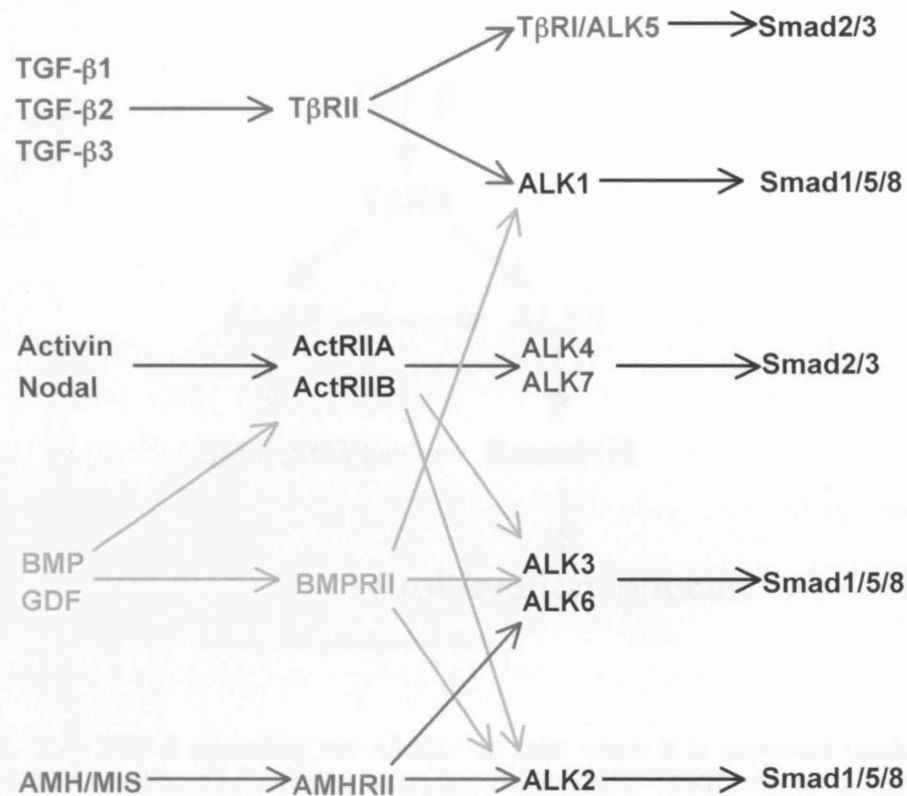 TβRI/ALK5 Smad2/3
TGF-β1
TGF-β2 TβRII
TGF-β3
ALK1 Smad1/5/8
Activin ActRIIA ALK4 Smad2/3
Nodal ActRIIB ALK7
BMP BMPRII ALK3 Smad1/5/8
GDF ALK6
AMH/MIS AMHRII ALK2 Smad1/5/8